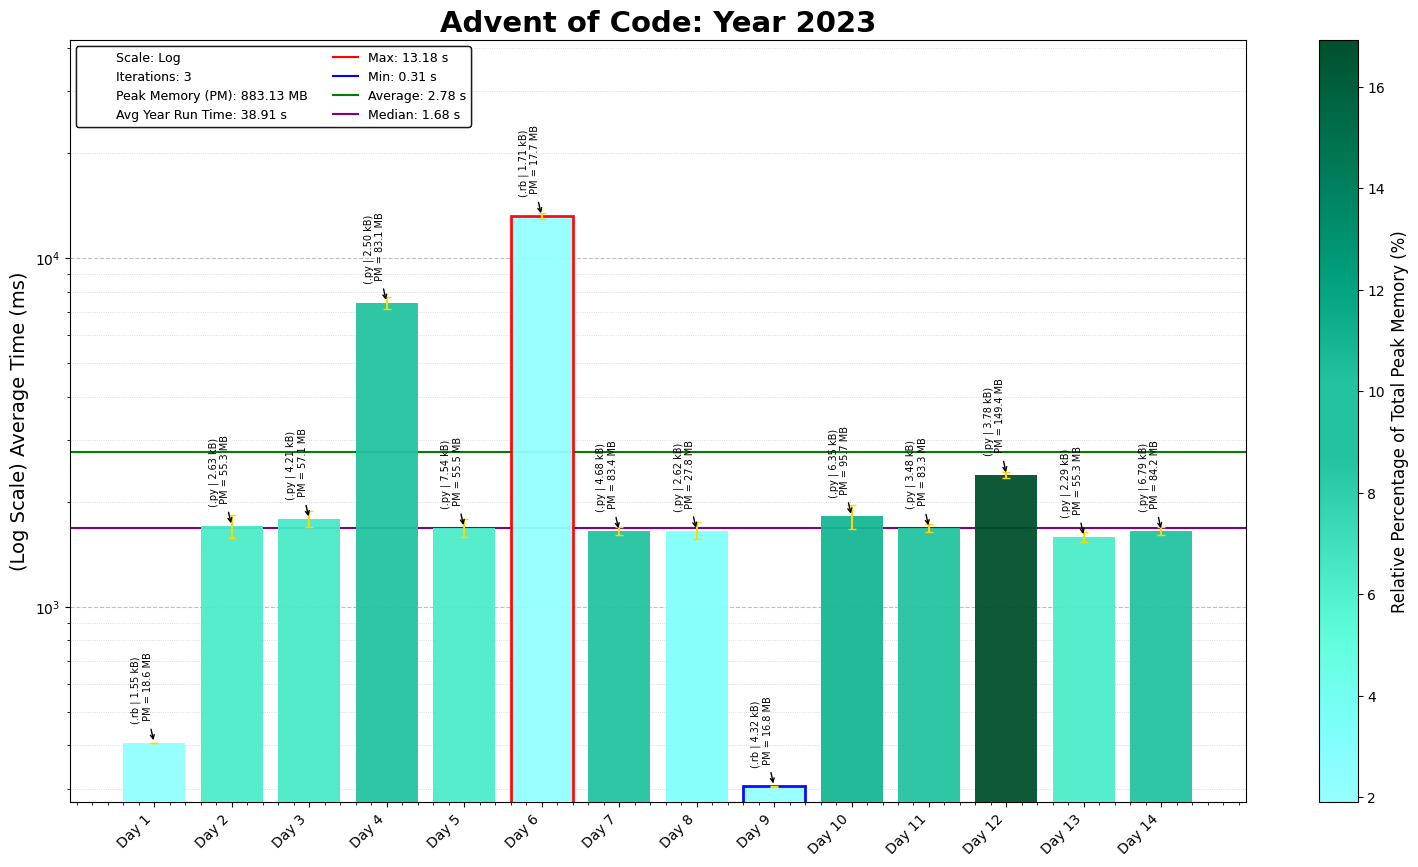 Advent of Code: Year 2023
Scale: Log
Iterations: 3
Peak Memory (PM): 883.13 MB
Avg Year Run Time: 38.91 s
Max: 13.18 s
Min: 0.31 s
Average: 2.78 s
Median: 1.68 s
(Log Scale) Average Time (ms)
10^4
10^3
(.rb | 1.55 kB)
PM = 18.6 MB
(.py | 2.63 kB)
PM = 55.3 MB
(.py | 4.21 kB)
PM = 57.1 MB
(.py | 2.50 kB)
PM = 83.1 MB
(.py | 7.54 kB)
PM = 55.5 MB
(.rb | 1.71 kB)
PM = 17.7 MB
(.py | 4.68 kB)
PM = 83.4 MB
(.py | 2.62 kB)
PM = 27.8 MB
(.rb | 4.32 kB)
PM = 16.8 MB
(.py | 6.35 kB)
PM = 95.7 MB
(.py | 3.48 kB)
PM = 83.3 MB
(.py | 3.78 kB)
PM = 149.4 MB
(.py | 2.29 kB)
PM = 55.3 MB
(.py | 6.79 kB)
PM = 84.2 MB
Day 1
Day 2
Day 3
Day 4
Day 5
Day 6
Day 7
Day 8
Day 9
Day 10
Day 11
Day 12
Day 13
Day 14
16
14
12
10
8
6
4
2
Relative Percentage of Total Peak Memory (%)